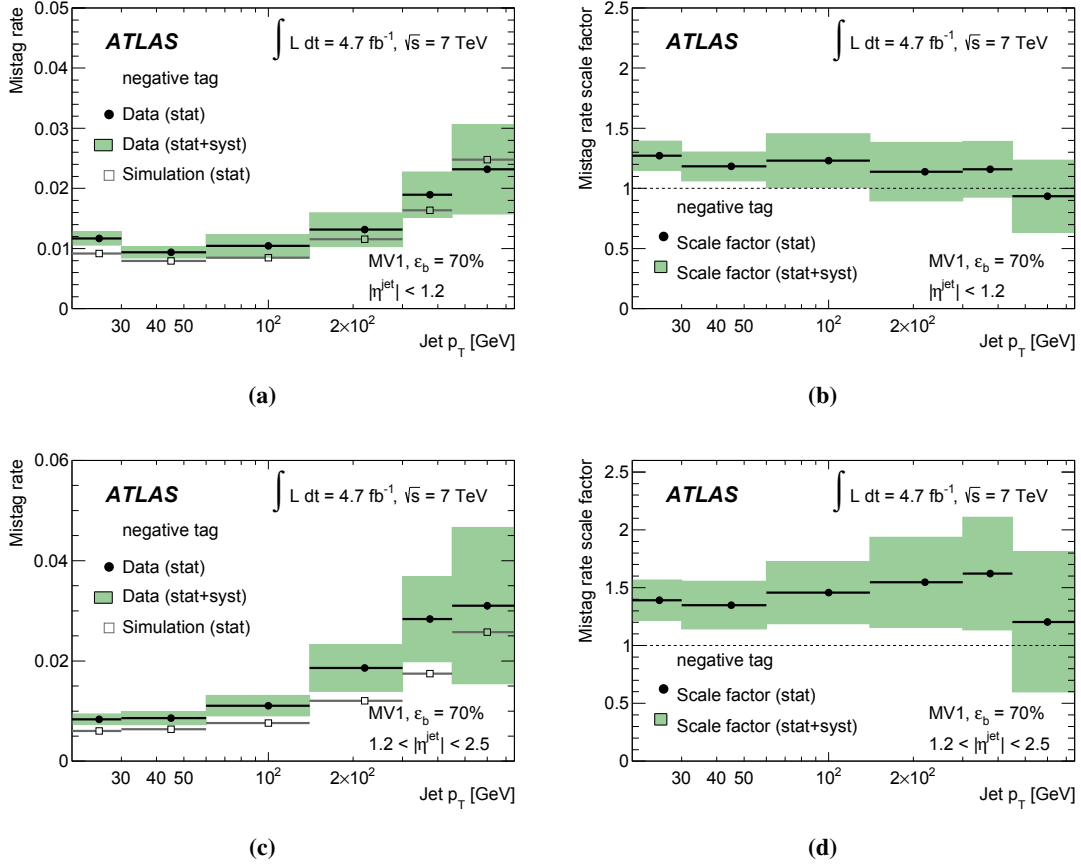 Mistag rate
0.05
0.04
0.03
0.02
0.01
0
ATLAS
∫ L dt = 4.7 fb⁻¹, √s = 7 TeV
negative tag
Data (stat)
Data (stat+syst)
Simulation (stat)
MV1, ε_b = 70%
|η^jet| < 1.2
30 40 50 10² 2×10²
Jet p_T [GeV]
(a)
Mistag rate scale factor
2.5
2
1.5
1
0.5
0
ATLAS
∫ L dt = 4.7 fb⁻¹, √s = 7 TeV
negative tag
Scale factor (stat)
Scale factor (stat+syst)
MV1, ε_b = 70%
|η^jet| < 1.2
30 40 50 10² 2×10²
Jet p_T [GeV]
(b)
Mistag rate
0.06
0.04
0.02
0
ATLAS
∫ L dt = 4.7 fb⁻¹, √s = 7 TeV
negative tag
Data (stat)
Data (stat+syst)
Simulation (stat)
MV1, ε_b = 70%
1.2 < |η^jet| < 2.5
30 40 50 10² 2×10²
Jet p_T [GeV]
(c)
Mistag rate scale factor
2.5
2
1.5
1
0.5
0
ATLAS
∫ L dt = 4.7 fb⁻¹, √s = 7 TeV
negative tag
Scale factor (stat)
Scale factor (stat+syst)
MV1, ε_b = 70%
1.2 < |η^jet| < 2.5
30 40 50 10² 2×10²
Jet p_T [GeV]
(d)